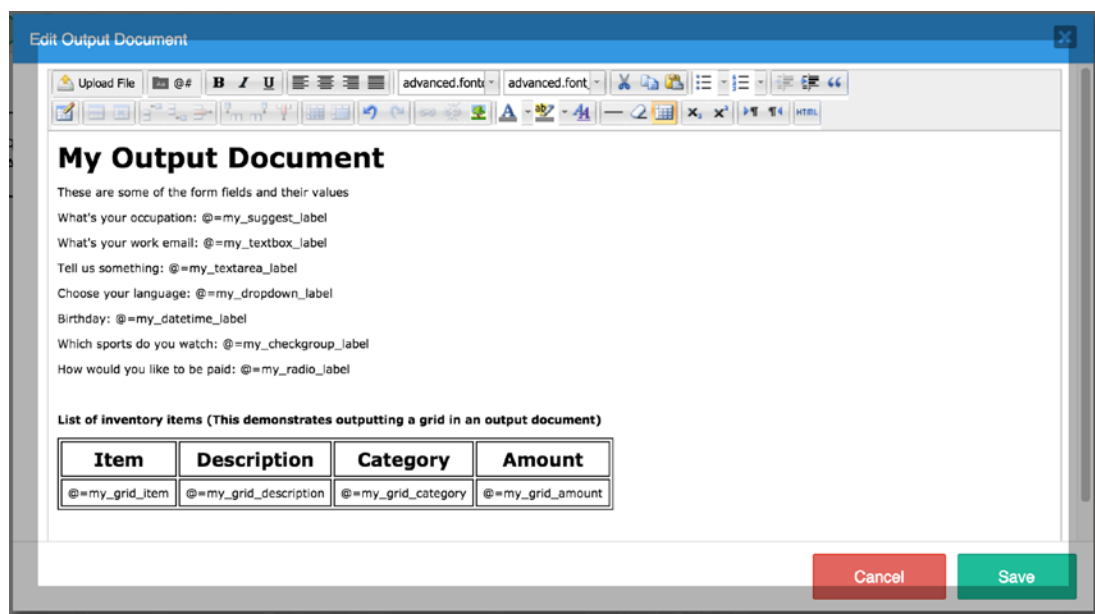 Edit Output Document
Upload File @# B I U advanced.font advanced.font
A ab A x₂ x² HTML
My Output Document
These are some of the form fields and their values
What's your occupation: @=my_suggest_label
What's your work email: @=my_textbox_label
Tell us something: @=my_textarea_label
Choose your language: @=my_dropdown_label
Birthday: @=my_datetime_label
Which sports do you watch: @=my_checkgroup_label
How would you like to be paid: @=my_radio_label
List of inventory items (This demonstrates outputting a grid in an output document)
Item Description Category Amount
@=my_grid_item @=my_grid_description @=my_grid_category @=my_grid_amount
Cancel Save